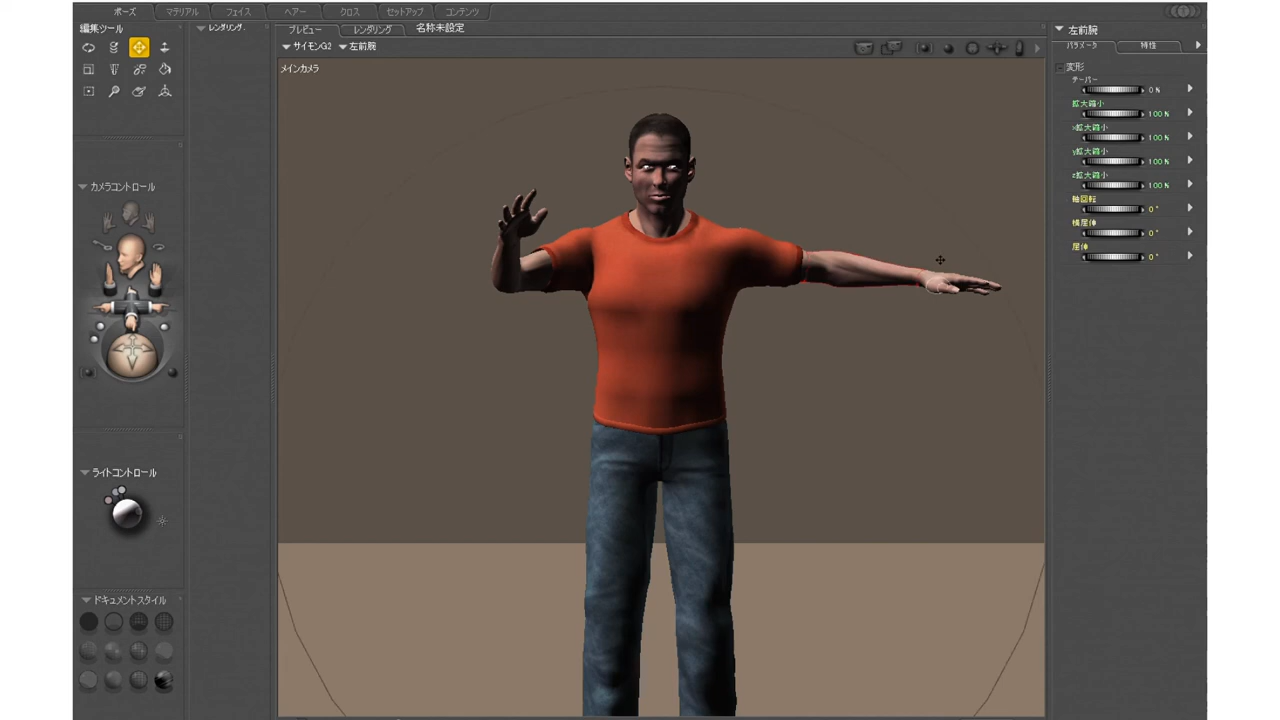 ポーズ マテリアル フェイス ヘアー クロス セットアップ コンテンツ
編集ツール
レンダリング.
プレビュー レンダリング 名称未設定
サイモンG2 左前腕
メインカメラ
カメラコントロール
ライトコントロール
ドキュメントスタイル
左前腕
パラメータ 特性
変形
テーパー
0 %
拡大縮小
100 %
x拡大縮小
100 %
y拡大縮小
100 %
z拡大縮小
100 %
軸回転
0 °
横屈伸
0 °
屈伸
0 °